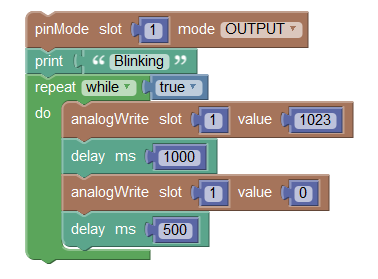 pinMode slot 1 mode OUTPUT
print “ Blinking ”
repeat while true
do analogWrite slot 1 value 1023
delay ms 1000
analogWrite slot 1 value 0
delay ms 500